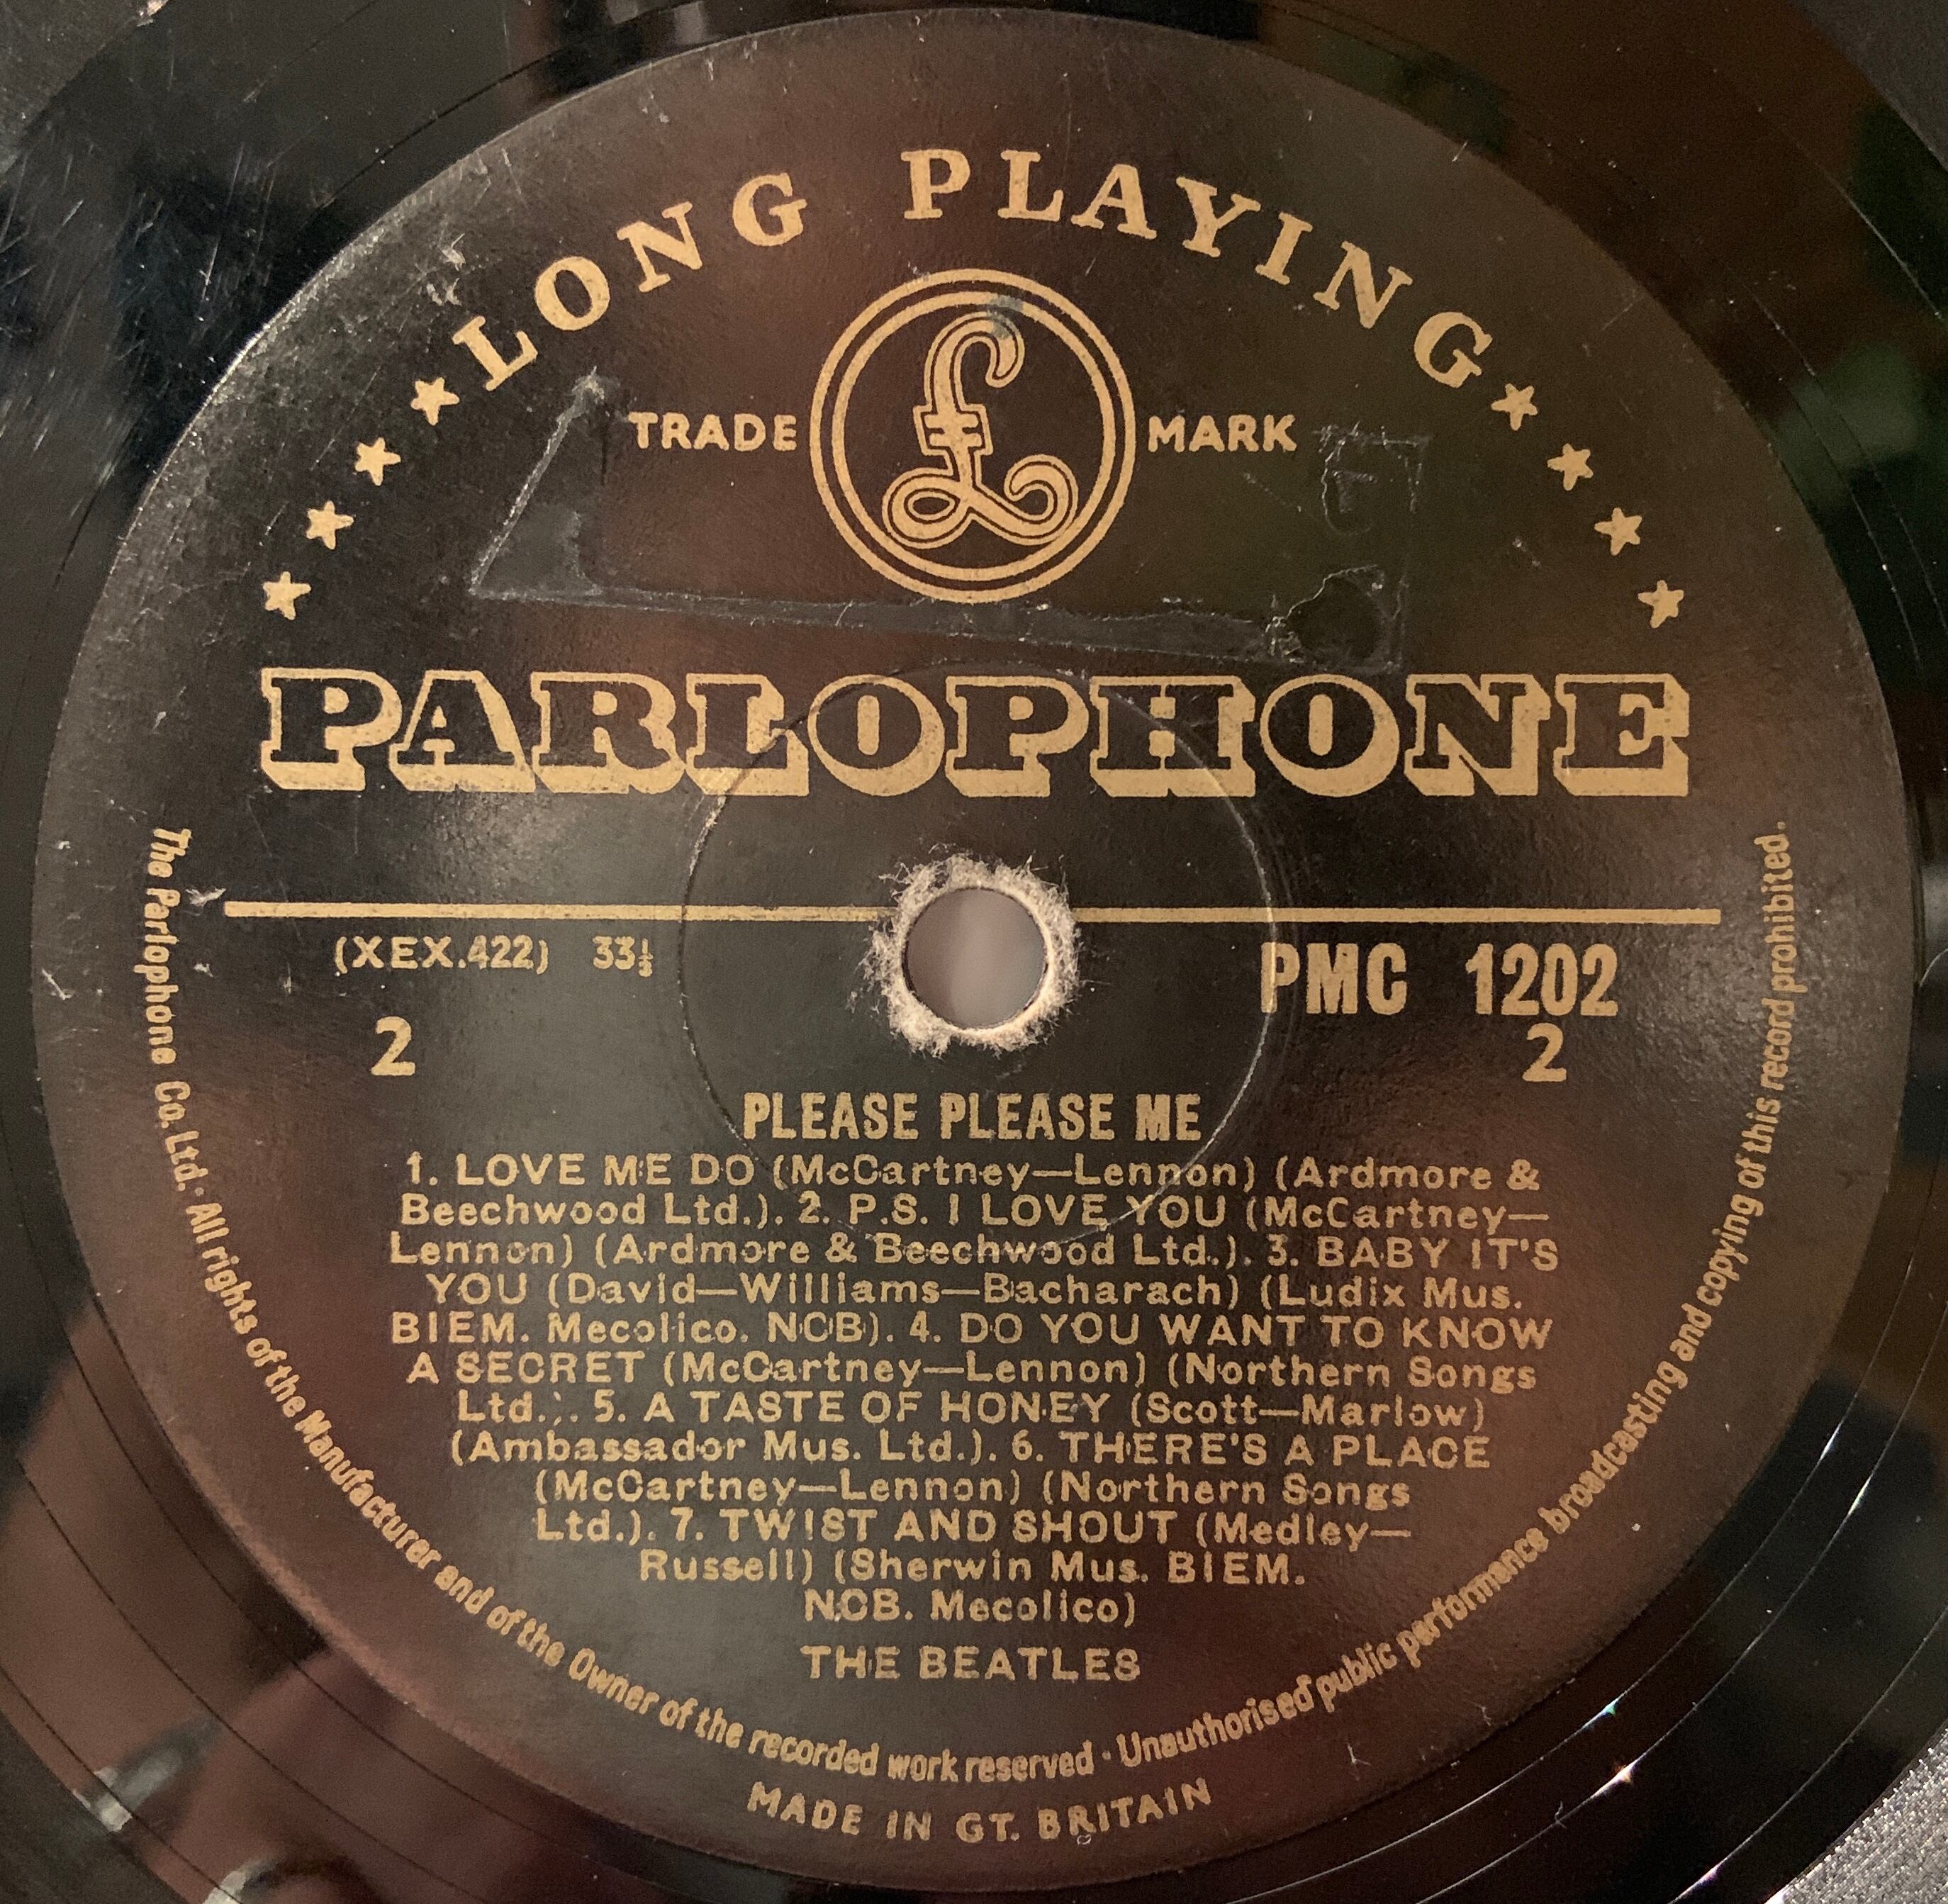 LONG PLAYING
TRADE £ MARK
PARLOPHONE
(XEX.422) 33⅓
PMC 1202
2
2
PLEASE PLEASE ME
1. LOVE ME DO (McCartney—Lennon) (Ardmore &
Beechwood Ltd.). 2. P.S. I LOVE YOU (McCartney—
Lennon) (Ardmore & Beechwood Ltd.). 3. BABY IT'S
YOU (David—Williams—Bacharach) (Ludix Mus.
BIEM. Mecolico. NCB). 4. DO YOU WANT TO KNOW
A SECRET (McCartney—Lennon) (Northern Songs
Ltd.). 5. A TASTE OF HONEY (Scott—Marlow)
(Ambassador Mus. Ltd.). 6. THERE'S A PLACE
(McCartney—Lennon) (Northern Songs
Ltd.). 7. TWIST AND SHOUT (Medley—
Russell) (Sherwin Mus. BIEM.
NCB. Mecolico)
THE BEATLES
The Parlophone Co. Ltd. · All rights of the Manufacturer and of the Owner of the recorded work reserved · Unauthorised public performance broadcasting and copying of this record prohibited.
MADE IN GT. BRITAIN